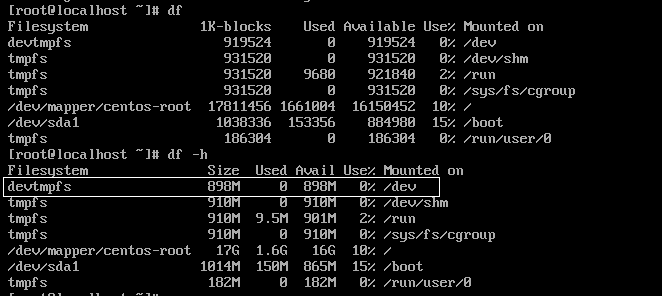 [root@localhost ~]# df
Filesystem 1K-blocks Used Available Use% Mounted on
devtmpfs 919524 0 919524 0% /dev
tmpfs 931520 0 931520 0% /dev/shm
tmpfs 931520 9680 921840 2% /run
tmpfs 931520 0 931520 0% /sys/fs/cgroup
/dev/mapper/centos-root 17811456 1661004 16150452 10% /
/dev/sda1 1038336 153356 884980 15% /boot
tmpfs 186304 0 186304 0% /run/user/0
[root@localhost ~]# df -h
Filesystem Size Used Avail Use% Mounted on
devtmpfs 898M 0 898M 0% /dev
tmpfs 910M 0 910M 0% /dev/shm
tmpfs 910M 9.5M 901M 2% /run
tmpfs 910M 0 910M 0% /sys/fs/cgroup
/dev/mapper/centos-root 17G 1.6G 16G 10% /
/dev/sda1 1014M 150M 865M 15% /boot
tmpfs 182M 0 182M 0% /run/user/0